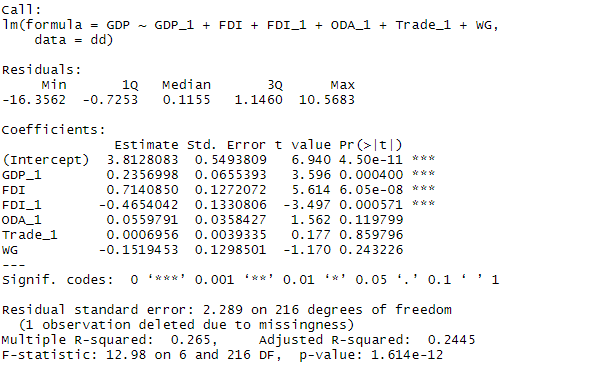 Call:
lm(formula = GDP ~ GDP_1 + FDI + FDI_1 + ODA_1 + Trade_1 + WG,
    data = dd)
Residuals:
     Min       1Q   Median       3Q      Max
-16.3562  -0.7253   0.1155   1.1460  10.5683
Coefficients:
              Estimate Std. Error t value Pr(>|t|)
(Intercept)  3.8128083  0.5493809   6.940 4.50e-11 ***
GDP_1        0.2356998  0.0655393   3.596 0.000400 ***
FDI          0.7140850  0.1272072   5.614 6.05e-08 ***
FDI_1       -0.4654042  0.1330806  -3.497 0.000571 ***
ODA_1        0.0559791  0.0358427   1.562 0.119799
Trade_1      0.0006956  0.0039335   0.177 0.859796
WG          -0.1519453  0.1298501  -1.170 0.243226
---
Signif. codes:  0 ‘***’ 0.001 ‘**’ 0.01 ‘*’ 0.05 ‘.’ 0.1 ‘ ’ 1
Residual standard error: 2.289 on 216 degrees of freedom
  (1 observation deleted due to missingness)
Multiple R-squared:  0.265,     Adjusted R-squared:  0.2445
F-statistic: 12.98 on 6 and 216 DF,  p-value: 1.614e-12